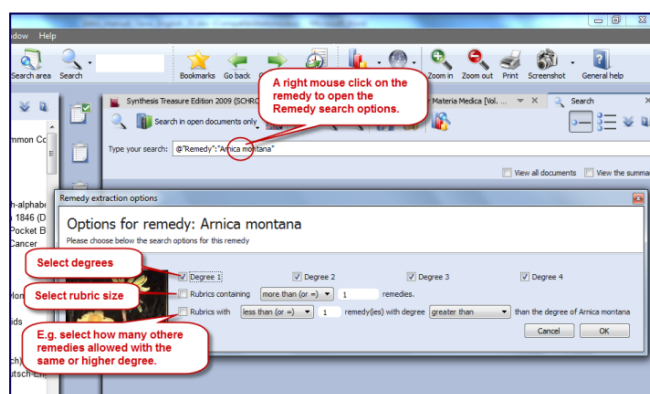 ndow Help
Search area Search Bookmarks Go back Zoom in Zoom out Print Screenshot General help
A right mouse click on the
remedy to open the
Remedy search options.
Synthesis Treasure Edition 2009 (SCHRO
Materia Medica [Vol. ...
Search
Search in open documents only
mmon Co
Type your search: @"Remedy":"Arnica montana"
View all documents View the summa
Remedy extraction options
h-alphabe
1846 (D
Pocket B
Cancer
Options for remedy: Arnica montana
Please choose below the search options for this remedy
Select degrees
Degree 1 Degree 2 Degree 3 Degree 4
Select rubric size
Rubrics containing more than (or =) 1 remedies.
Rubrics with less than (or =) 1 remedy(ies) with degree greater than than the degree of Arnica montana
E.g. select how many othere
remedies allowed with the
same or higher degree.
Cancel OK
ids
ch)
utsch-En